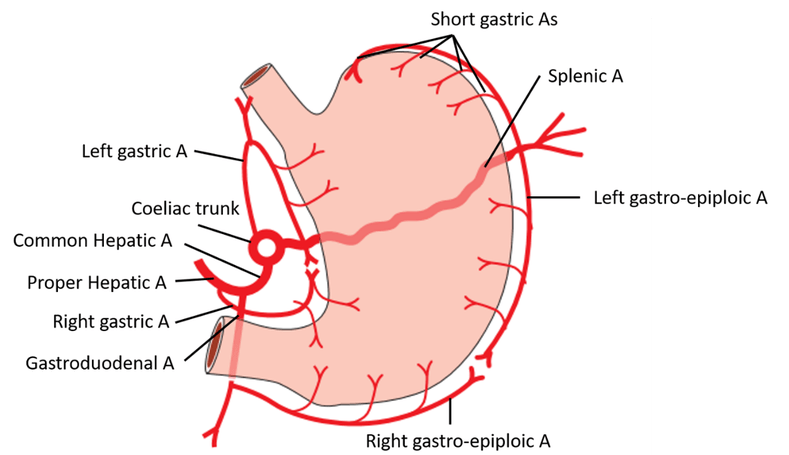 Short gastric As
Splenic A
Left gastric A
Left gastro-epiploic A
Coeliac trunk
Common Hepatic A
Proper Hepatic A
Right gastric A
Gastroduodenal A
Right gastro-epiploic A